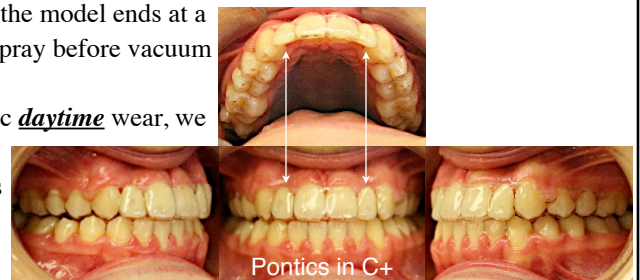 the model ends at a
pray before vacuum
c daytime wear, we
s
Pontics in C+